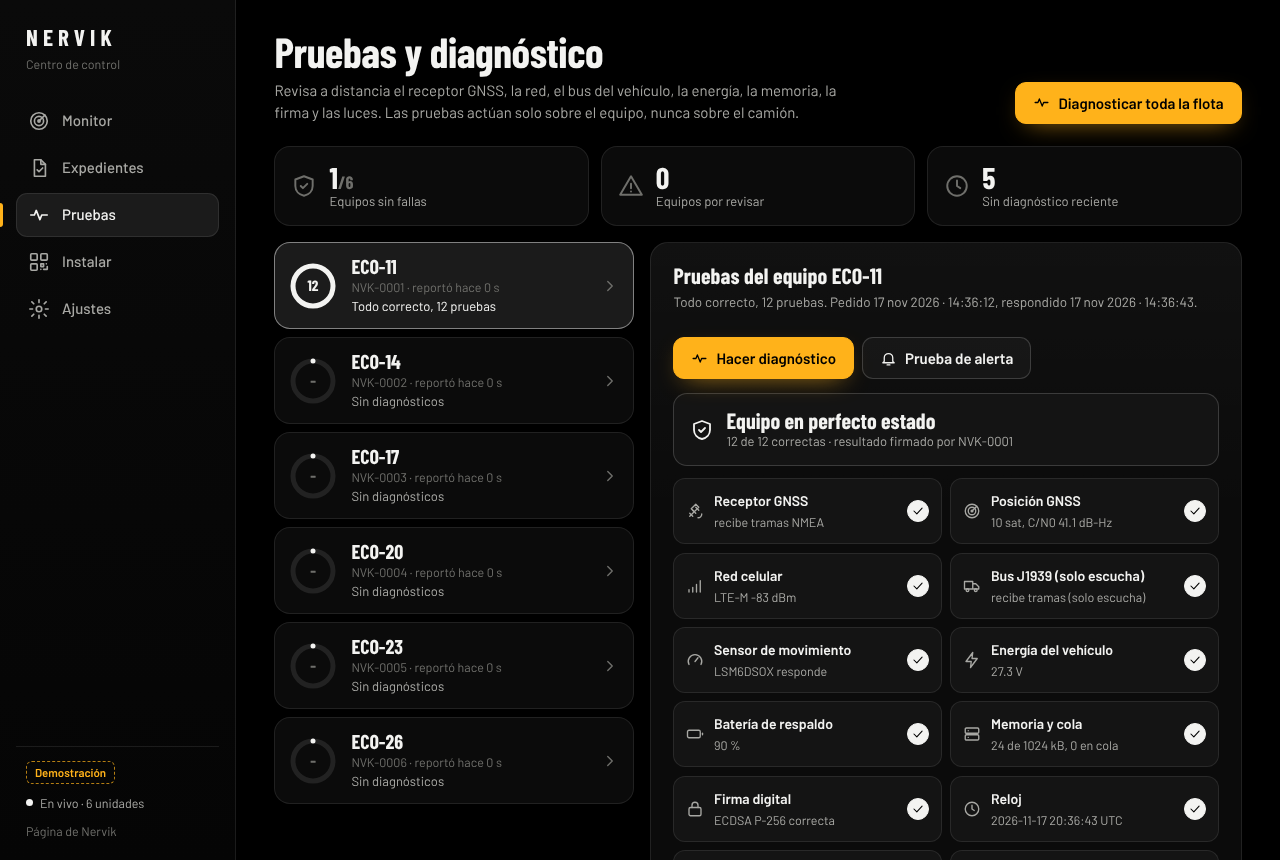 NERVIK
Centro de control
Monitor
Expedientes
Pruebas
Instalar
Ajustes
Demostración
En vivo · 6 unidades
Página de Nervik
Pruebas y diagnóstico
Revisa a distancia el receptor GNSS, la red, el bus del vehículo, la energía, la memoria, la
firma y las luces. Las pruebas actúan solo sobre el equipo, nunca sobre el camión.
Diagnosticar toda la flota
1/6
Equipos sin fallas
0
Equipos por revisar
5
Sin diagnóstico reciente
12
ECO-11
NVK-0001 · reportó hace 0 s
Todo correcto, 12 pruebas
-
ECO-14
NVK-0002 · reportó hace 0 s
Sin diagnósticos
-
ECO-17
NVK-0003 · reportó hace 0 s
Sin diagnósticos
-
ECO-20
NVK-0004 · reportó hace 0 s
Sin diagnósticos
-
ECO-23
NVK-0005 · reportó hace 0 s
Sin diagnósticos
-
ECO-26
NVK-0006 · reportó hace 0 s
Sin diagnósticos
Pruebas del equipo ECO-11
Todo correcto, 12 pruebas. Pedido 17 nov 2026 · 14:36:12, respondido 17 nov 2026 · 14:36:43.
Hacer diagnóstico
Prueba de alerta
Equipo en perfecto estado
12 de 12 correctas · resultado firmado por NVK-0001
Receptor GNSS
recibe tramas NMEA
Posición GNSS
10 sat, C/N0 41.1 dB-Hz
Red celular
LTE-M -83 dBm
Bus J1939 (solo escucha)
recibe tramas (solo escucha)
Sensor de movimiento
LSM6DSOX responde
Energía del vehículo
27.3 V
Batería de respaldo
90 %
Memoria y cola
24 de 1024 kB, 0 en cola
Firma digital
ECDSA P-256 correcta
Reloj
2026-11-17 20:36:43 UTC